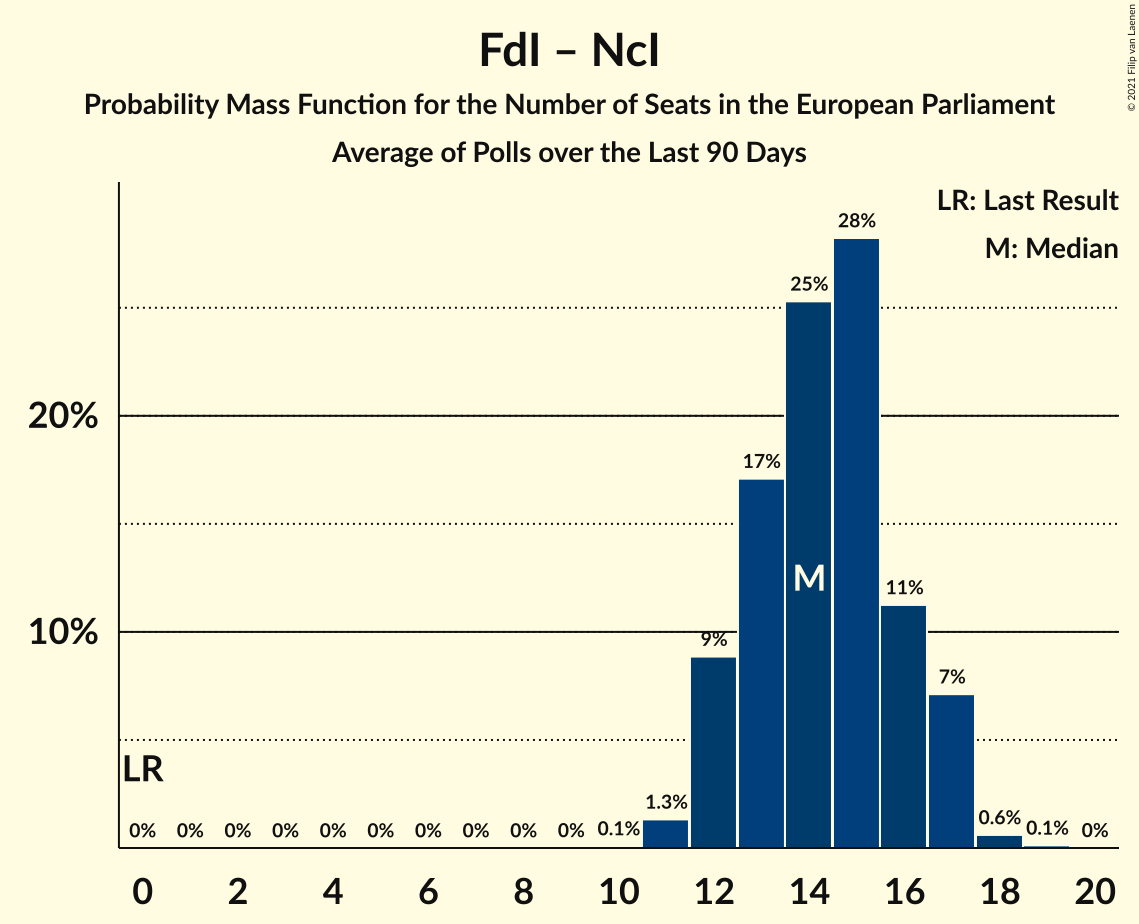 FdI – NcI
Probability Mass Function for the Number of Seats in the European Parliament
Average of Polls over the Last 90 Days
© 2021 Filip van Laenen
LR: Last Result
M: Median
28%
25%
20%
17%
M
11%
10%
9%
7%
LR
1.3%
0.6%
0% 0% 0% 0% 0% 0% 0% 0% 0% 0% 0.1% 0.1% 0%
0 2 4 6 8 10 12 14 16 18 20